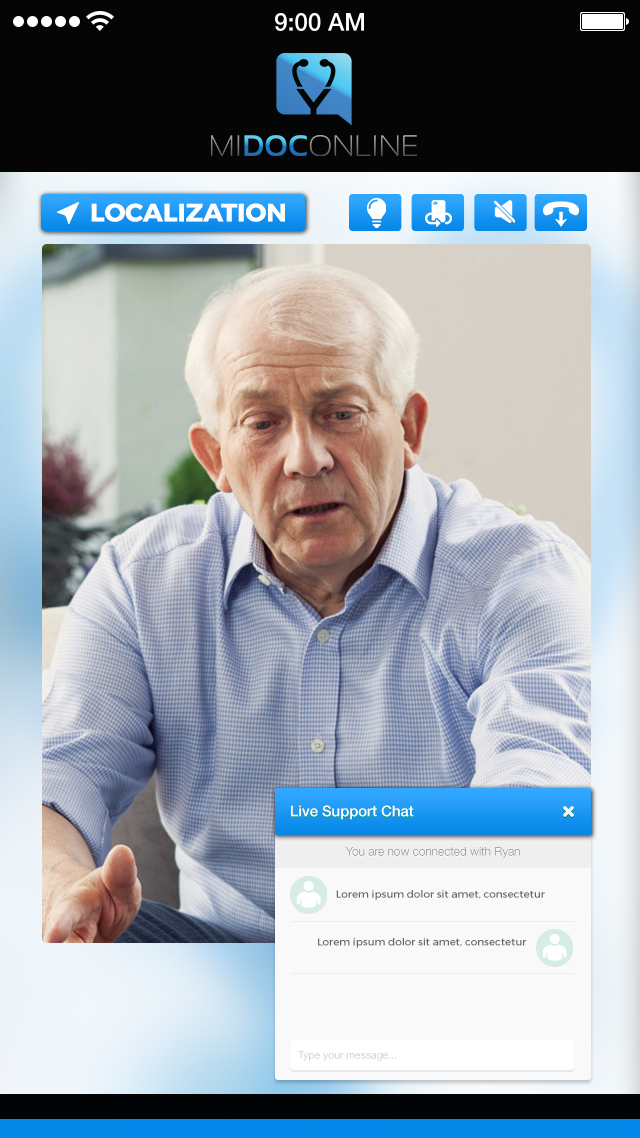 9:00 AM
MIDOCONLINE
LOCALIZATION
Live Support Chat
You are now connected with Ryan
Lorem ipsum dolor sit amet, consectetur
Lorem ipsum dolor sit amet, consectetur
Type your message...